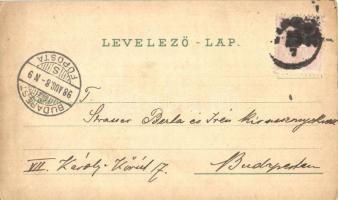 LEVELEZŐ - LAP.
BUDAPEST
98 AUG. 8 - N 9
FŐPOSTA
T.
Strauss Berta és Irén kisasszonyoknak
VII. Károly-Körút 17.
Budapesten